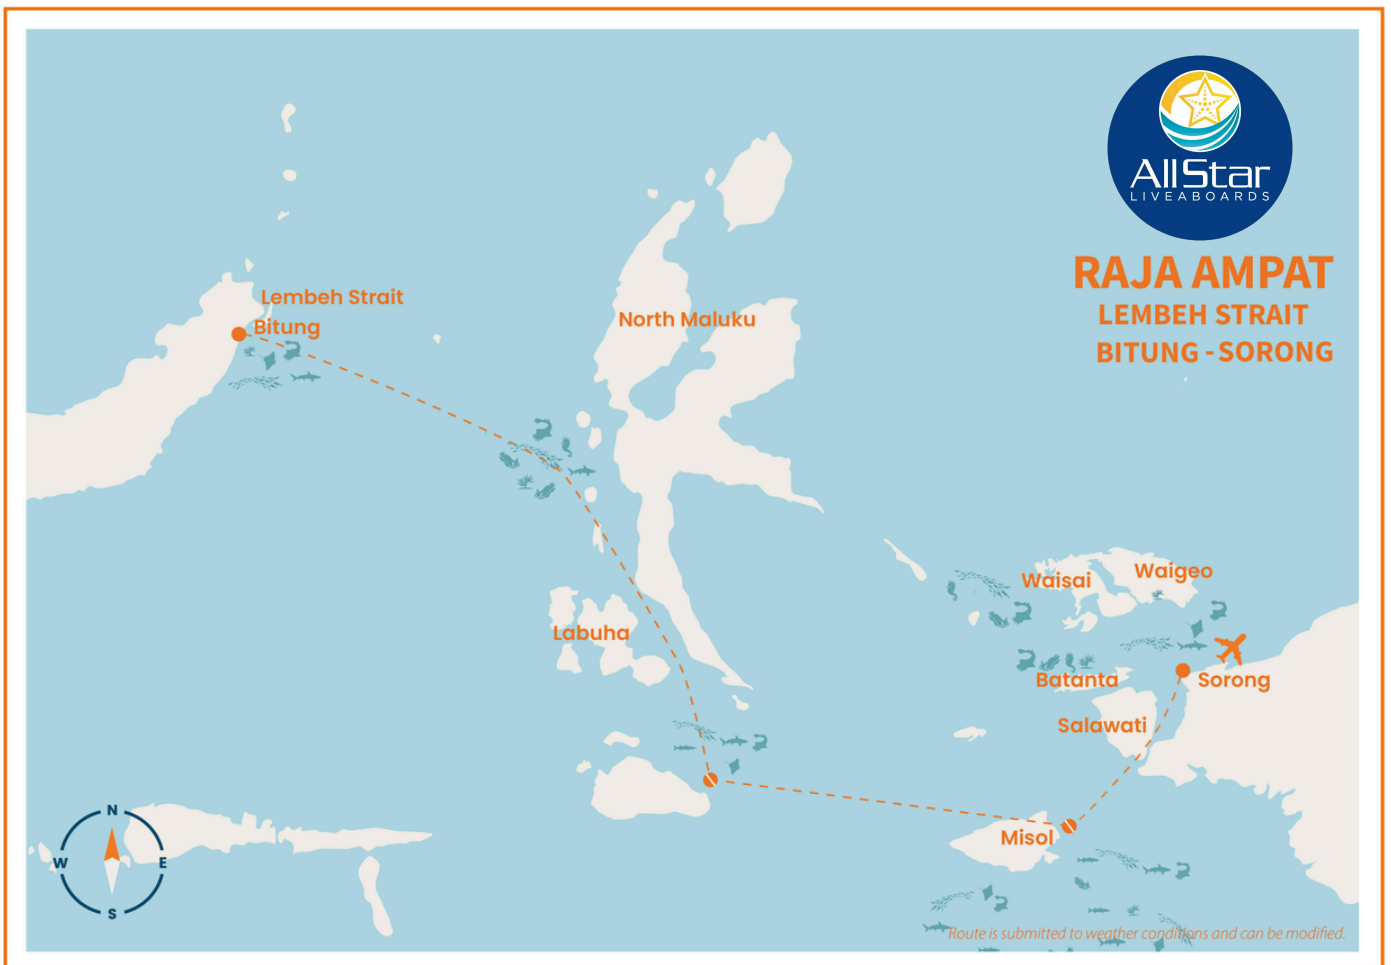 AllStar
LIVEABOARDS
RAJA AMPAT
LEMBEH STRAIT
BITUNG - SORONG
Lembeh Strait
Bitung
North Maluku
Waisai
Waigeo
Labuha
Batanta
Sorong
Salawati
Misol
N
W
E
S
Route is submitted to weather conditions and can be modified.